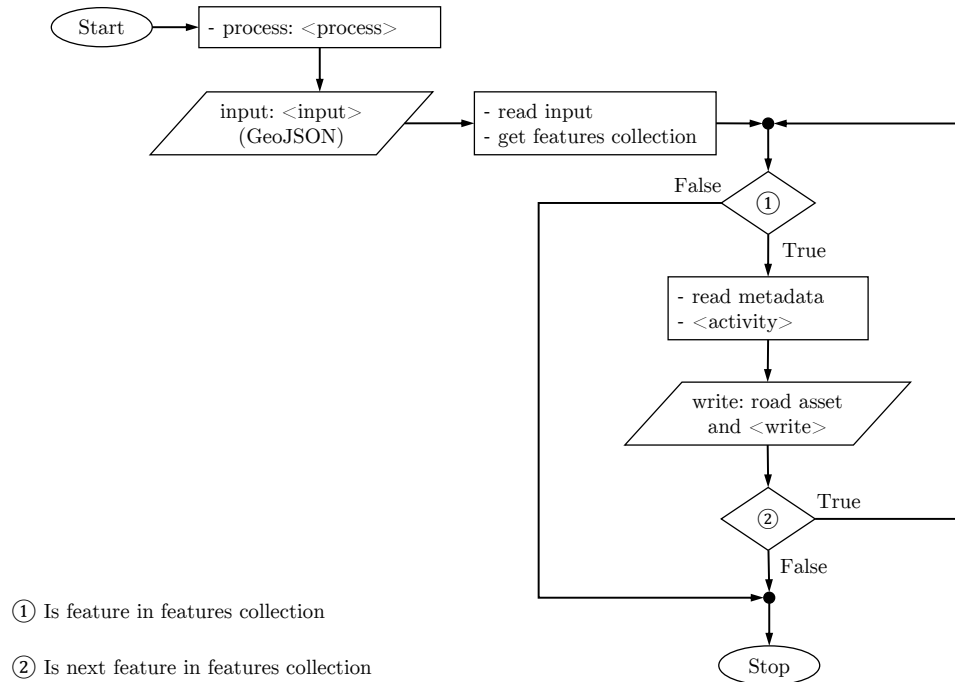 Start
- process: <process>
input: <input>
(GeoJSON)
- read input
- get features collection
False
①
True
- read metadata
- <activity>
write: road asset
and <write>
②
True
False
① Is feature in features collection
② Is next feature in features collection
Stop